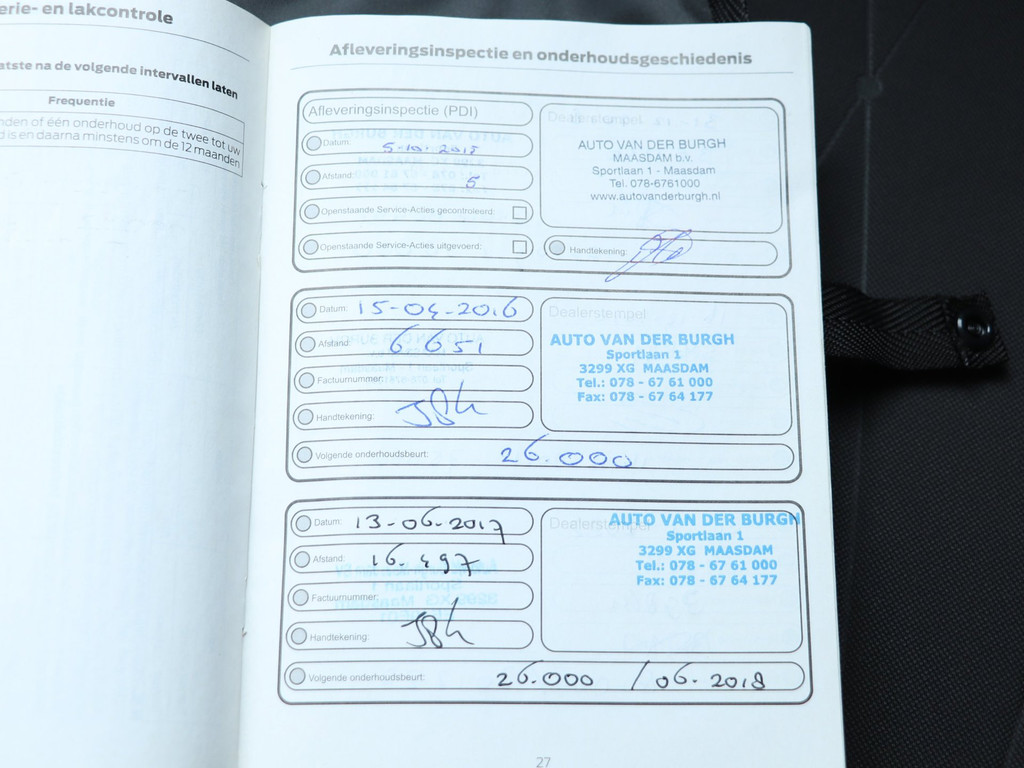 erie- en lakcontrole
aatste na de volgende intervallen laten
Frequentie
nden of één onderhoud op de twee tot uw
d is en daarna minstens om de 12 maanden
Afleveringsinspectie en onderhoudsgeschiedenis
Afleveringsinspectie (PDI)
Datum: 5-10-2015
Afstand: 5
Openstaande Service-Acties gecontroleerd:
Openstaande Service-Acties uitgevoerd:
Dealerstempel
AUTO VAN DER BURGH
MAASDAM b.v.
Sportlaan 1 - Maasdam
Tel. 078-6761000
www.autovanderburgh.nl
Handtekening:
Datum: 15-04-2016
Afstand: 6651
Factuurnummer:
Handtekening:
Dealerstempel
AUTO VAN DER BURGH
Sportlaan 1
3299 XG MAASDAM
Tel.: 078 - 67 61 000
Fax: 078 - 67 64 177
Volgende onderhoudsbeurt: 26.000
Datum: 13-06-2017
Afstand: 16.497
Factuurnummer:
Handtekening:
Dealerstempel
AUTO VAN DER BURGH
Sportlaan 1
3299 XG MAASDAM
Tel.: 078 - 67 61 000
Fax: 078 - 67 64 177
Volgende onderhoudsbeurt: 26.000 / 06-2018
27